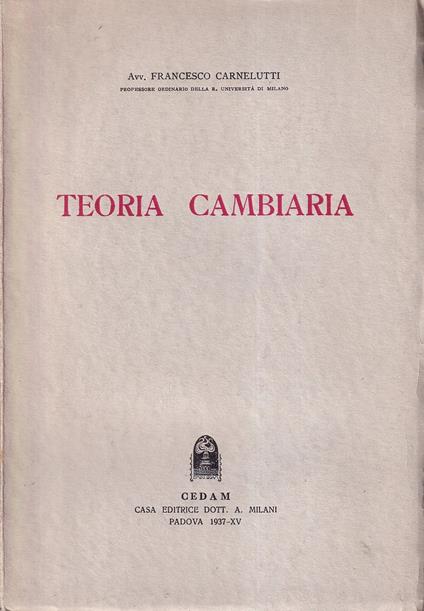 Avv. FRANCESCO CARNELUTTI
PROFESSORE ORDINARIO DELLA R. UNIVERSITÀ DI MILANO
TEORIA CAMBIARIA
CEDAM
CASA EDITRICE DOTT. A. MILANI
PADOVA 1937-XV